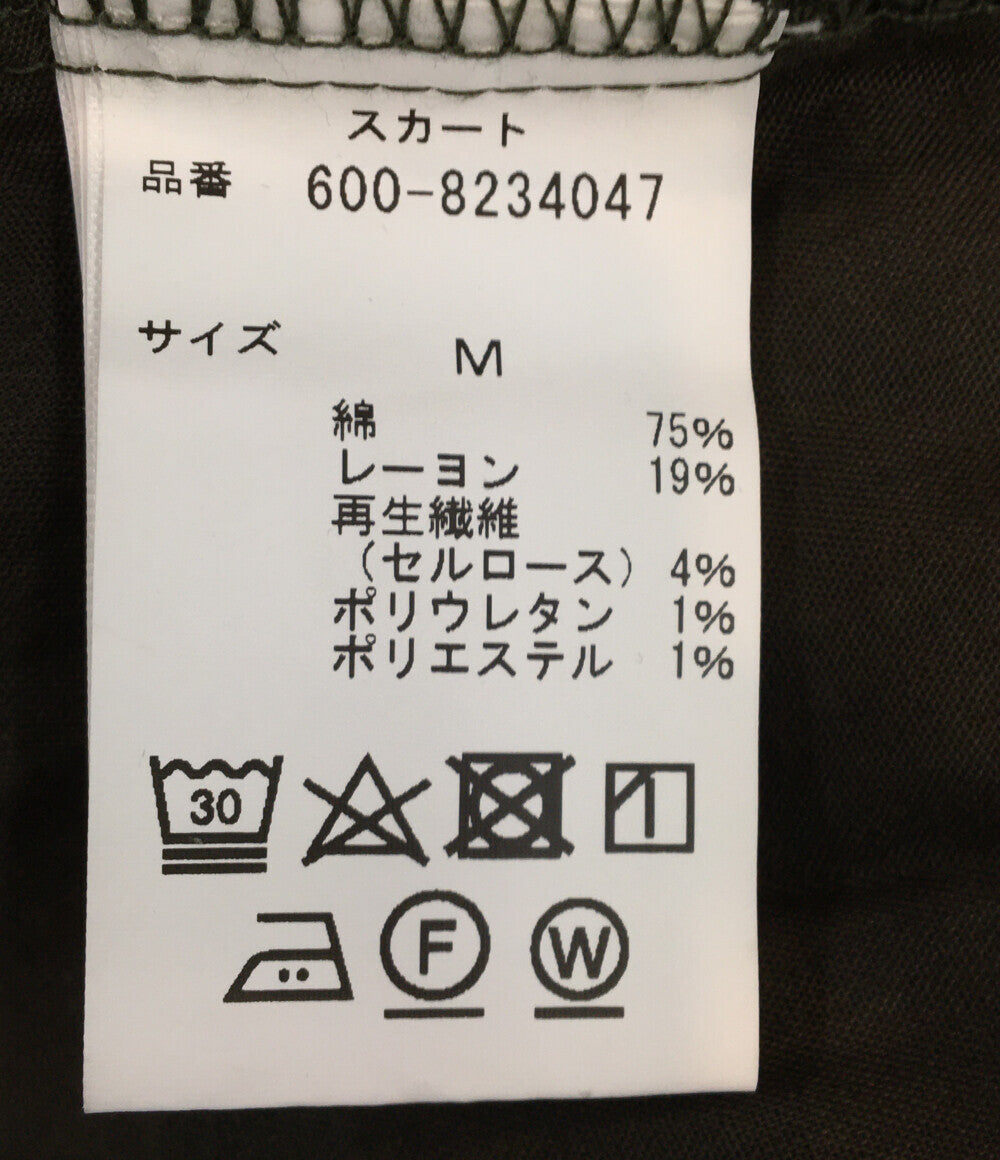 スカート
品番 600-8234047
サイズ M
綿 75%
レーヨン 19%
再生繊維
（セルロース） 4%
ポリウレタン 1%
ポリエステル 1%
30
F W